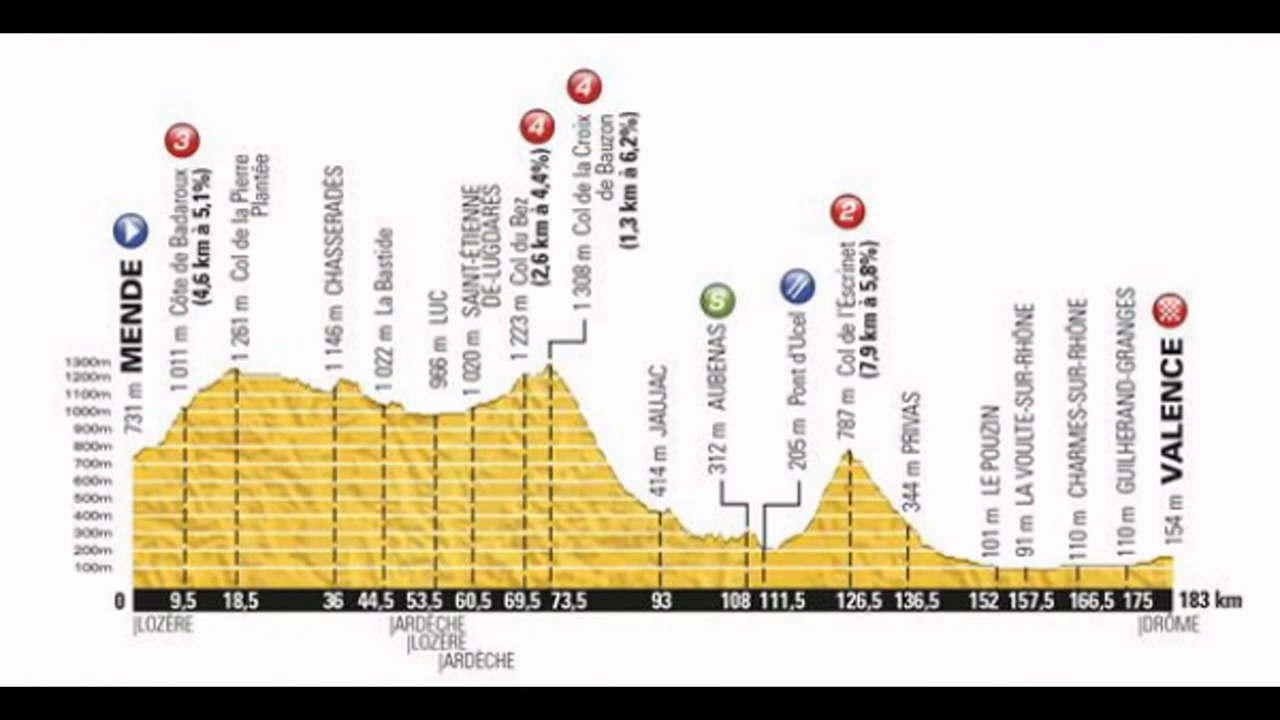 731 m MENDE
3
1 011 m Côte de Badaroux
(4,6 km à 5,1%)
1 261 m Col de la Pierre
Plantée
1 146 m CHASSERADÈS
1 022 m La Bastide
966 m LUC
1 020 m SAINT-ÉTIENNE
DE-LUGDARÈS
4
1 223 m Col du Bez
(2,6 km à 4,4%)
4
1 308 m Col de la Croix
de Bauzon
(1,3 km à 6,2%)
414 m JAUJAC
S
312 m AUBENAS
205 m Pont d'Ucel
2
787 m Col de l'Escrinet
(7,9 km à 5,8%)
344 m PRIVAS
101 m LE POUZIN
91 m LA VOULTE-SUR-RHÔNE
110 m CHARMES-SUR-RHÔNE
110 m GUILHERAND-GRANGES
154 m VALENCE
1300m
1200m
1100m
1000m
900m
800m
700m
600m
500m
400m
300m
200m
100m
0 9,5 18,5 36 44,5 53,5 60,5 69,5 73,5 93 108 111,5 126,5 136,5 152 157,5 166,5 175 183 km
|LOZÈRE |ARDÈCHE |DRÔME
|LOZÈRE
|ARDÈCHE